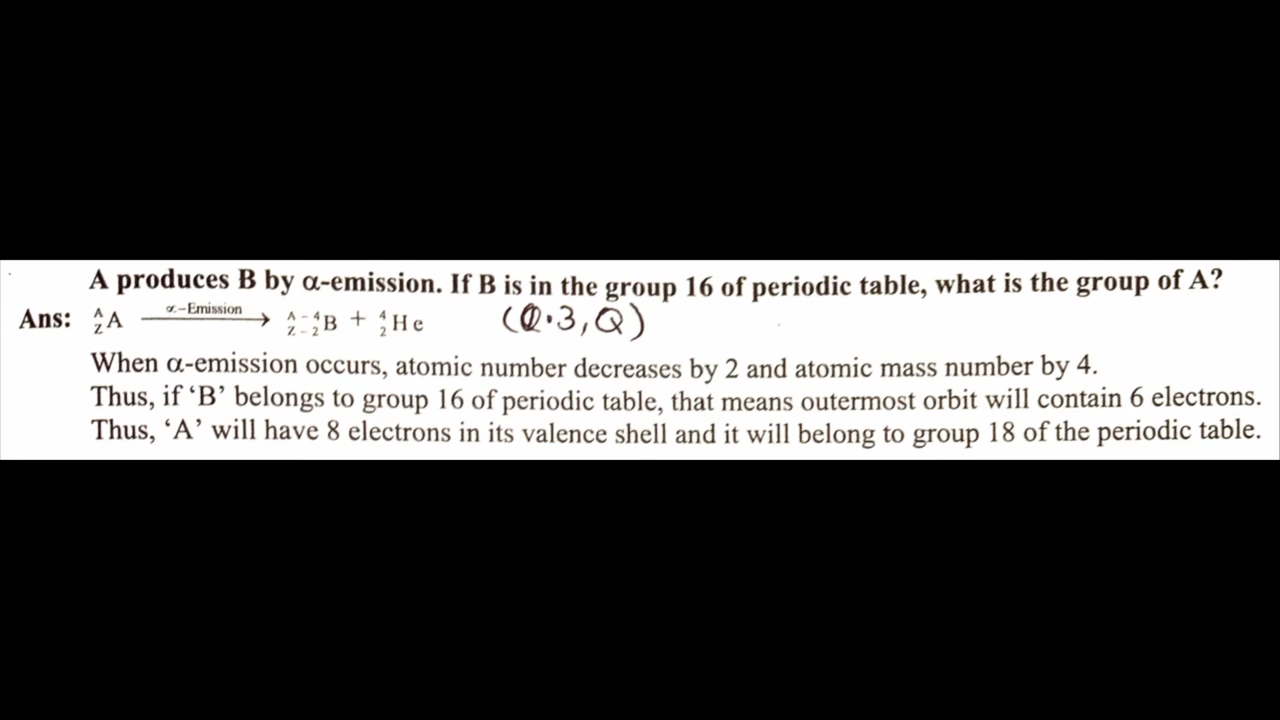 A produces B by α-emission. If B is in the group 16 of periodic table, what is the group of A?
Ans: ᴬ_Z A —α-Emission→ ᴬ⁻⁴_Z₋₂ B + ⁴₂He (Q.3, Q)
When α-emission occurs, atomic number decreases by 2 and atomic mass number by 4.
Thus, if ‘B’ belongs to group 16 of periodic table, that means outermost orbit will contain 6 electrons.
Thus, ‘A’ will have 8 electrons in its valence shell and it will belong to group 18 of the periodic table.